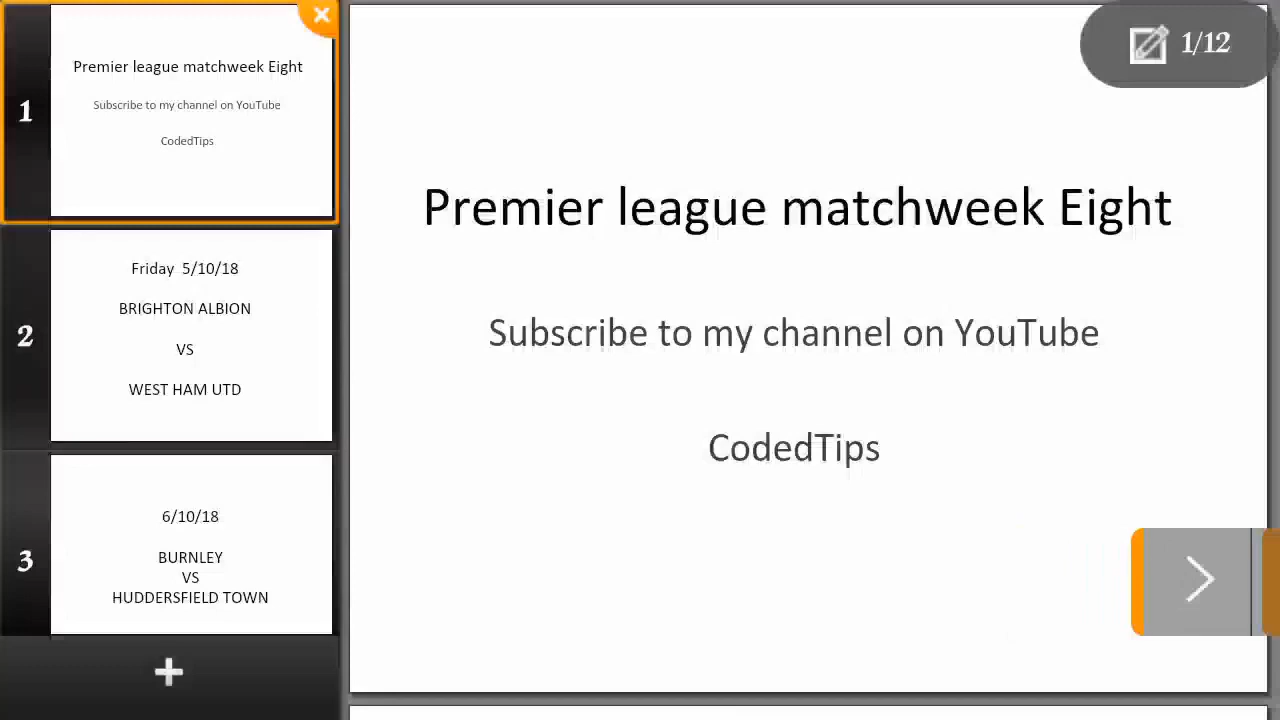 1
Premier league matchweek Eight
Subscribe to my channel on YouTube
CodedTips
2
Friday 5/10/18
BRIGHTON ALBION
VS
WEST HAM UTD
3
6/10/18
BURNLEY
VS
HUDDERSFIELD TOWN
1/12
Premier league matchweek Eight
Subscribe to my channel on YouTube
CodedTips